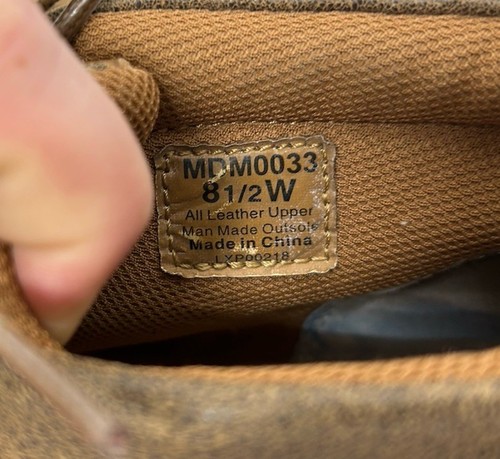 MDM0033
8 1/2 W
All Leather Upper
Man Made Outsole
Made in China
LXP00218